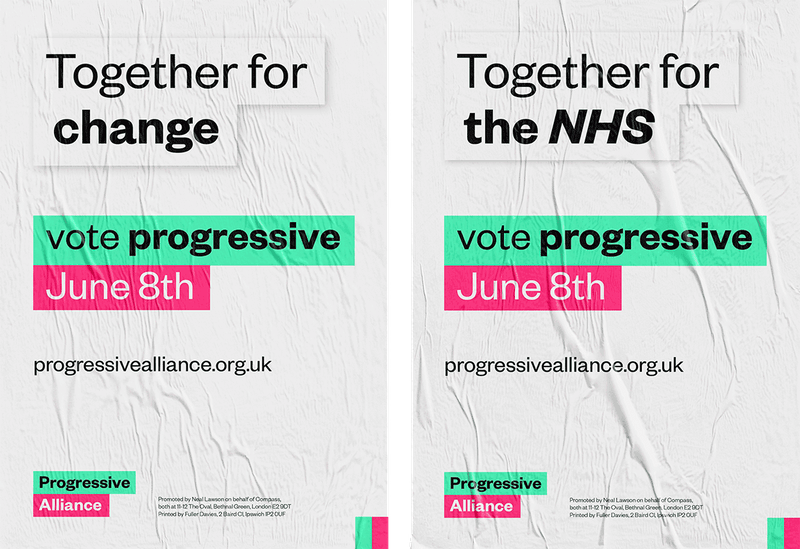 Together for
change
vote progressive
June 8th
progressivealliance.org.uk
Progressive
Alliance
Promoted by Neal Lawson on behalf of Compass,
both at 11-12 The Oval, Bethnal Green, London E2 9DT
Printed by Fuller Davies, 2 Baird Cl, Ipswich IP2 0UF
Together for
the NHS
vote progressive
June 8th
progressivealliance.org.uk
Progressive
Alliance
Promoted by Neal Lawson on behalf of Compass,
both at 11-12 The Oval, Bethnal Green, London E2 9DT
Printed by Fuller Davies, 2 Baird Cl, Ipswich IP2 0UF